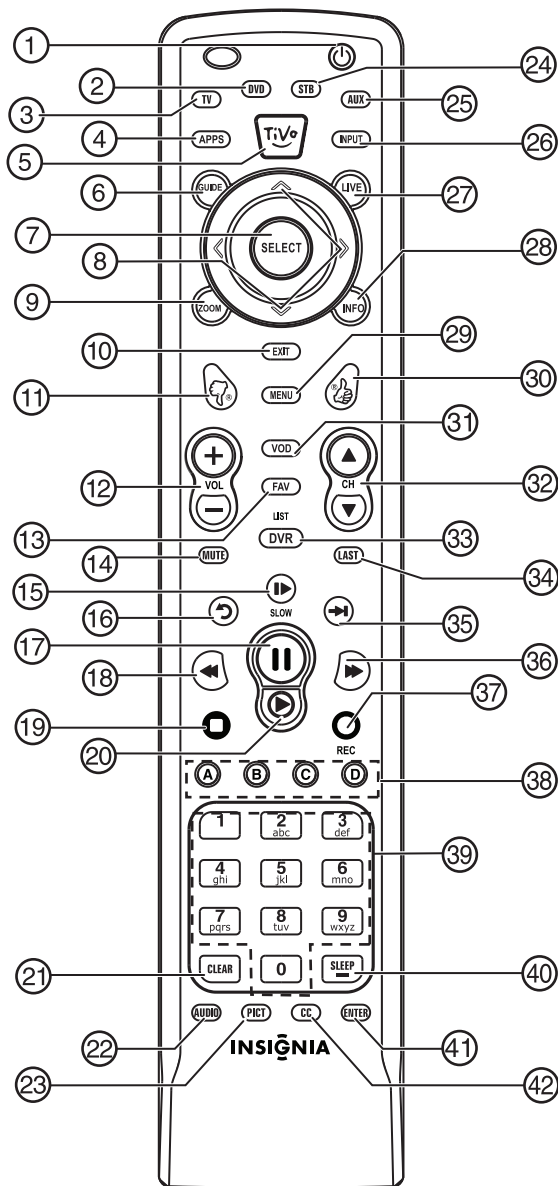 1
2
DVD
STB
24
3
TV
AUX
25
4
APPS
TiVo
INPUT
26
5
6
GUIDE
LIVE
27
7
SELECT
8
28
9
ZOOM
INFO
10
EXIT
29
11
®
MENU
®
30
VOD
31
12
+
VOL
−
CH
32
13
FAV
LIST
14
MUTE
DVR
33
LAST
34
15
SLOW
16
35
17
18
36
19
20
REC
37
A B C D
38
1
2 abc
3 def
39
4 ghi
5 jkl
6 mno
7 pqrs
8 tuv
9 wxyz
21
CLEAR
0
SLEEP
40
22
AUDIO
PICT
CC
ENTER
41
23
INSIGNIA
42